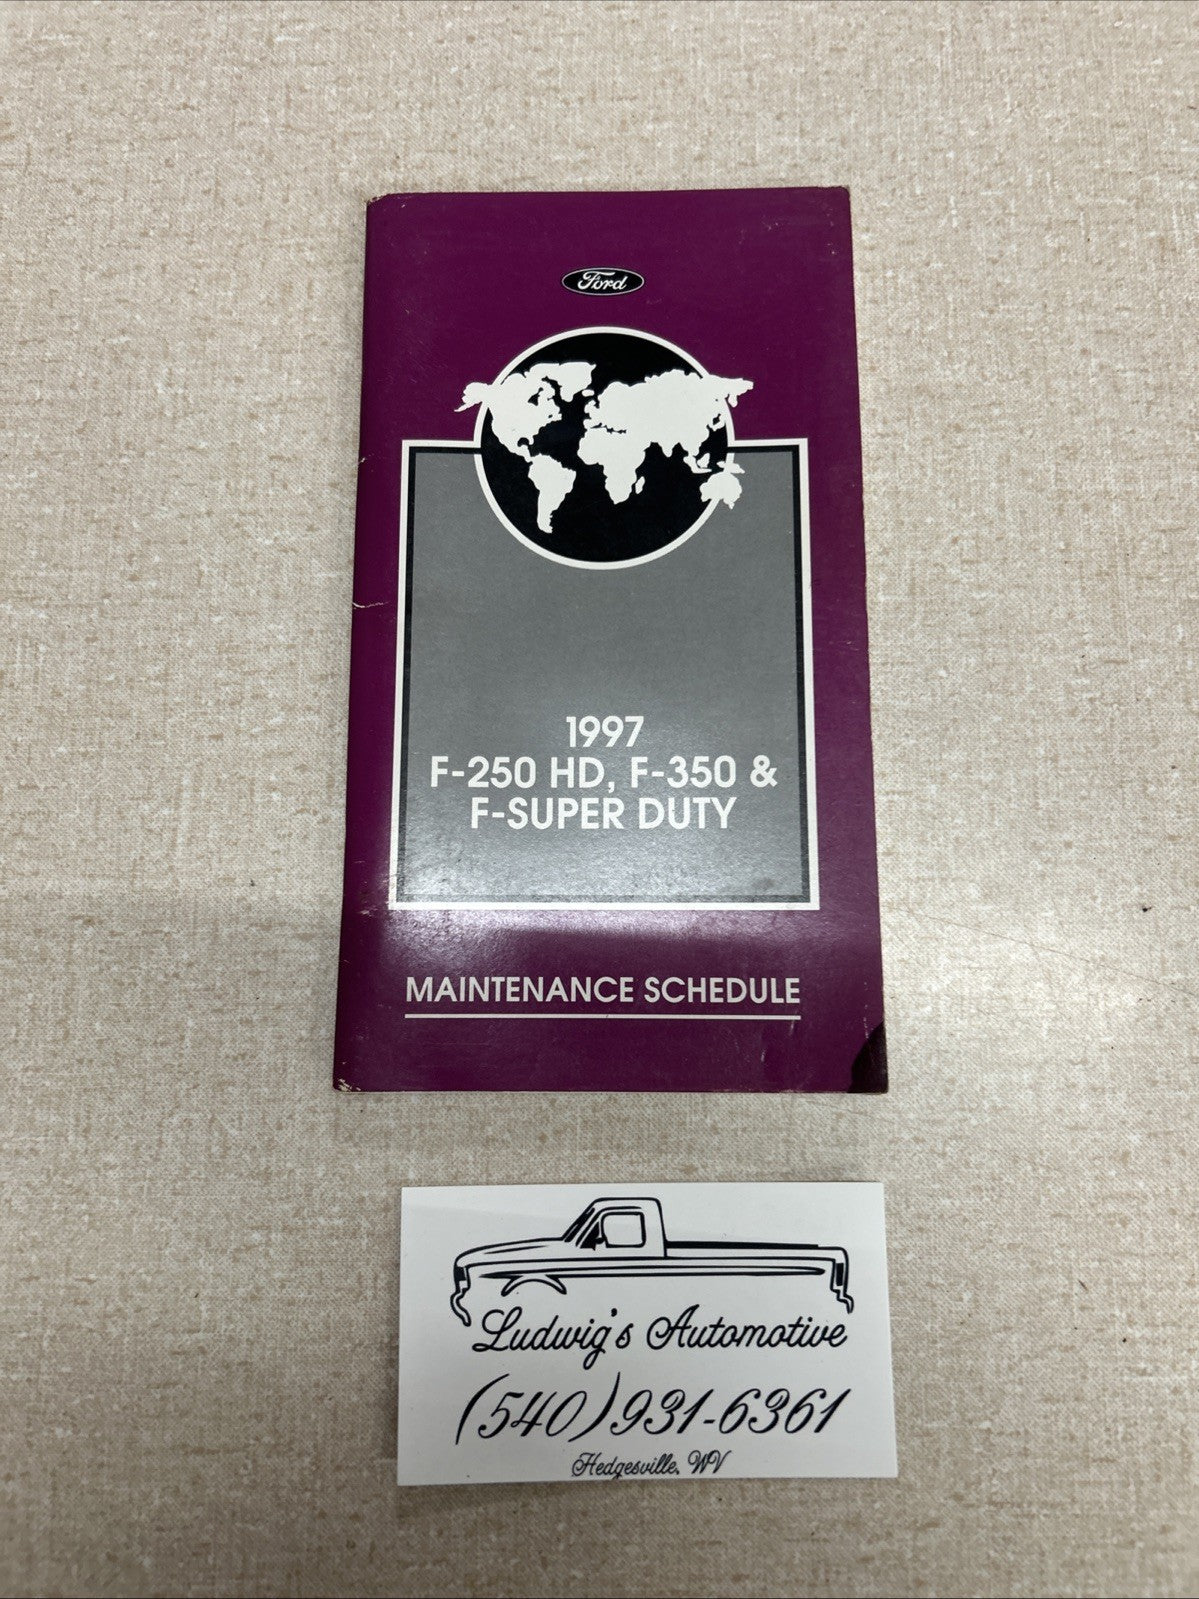 Ford
1997
F-250 HD, F-350 &
F-SUPER DUTY
MAINTENANCE SCHEDULE
Ludwig's Automotive
(540)931-6361
Hedgesville, WV